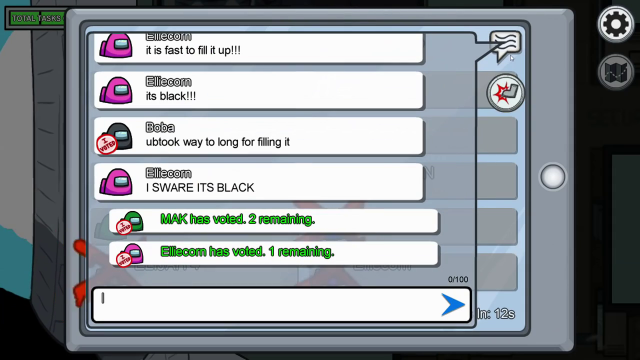 TOTAL TASKS
Elliecorn
it is fast to fill it up!!!
Elliecorn
its black!!!
Boba
ubtook way to long for filling it
Elliecorn
I SWARE ITS BLACK
I VOTED
MAK has voted. 2 remaining.
Elliecorn has voted. 1 remaining.
0/100
In: 12s